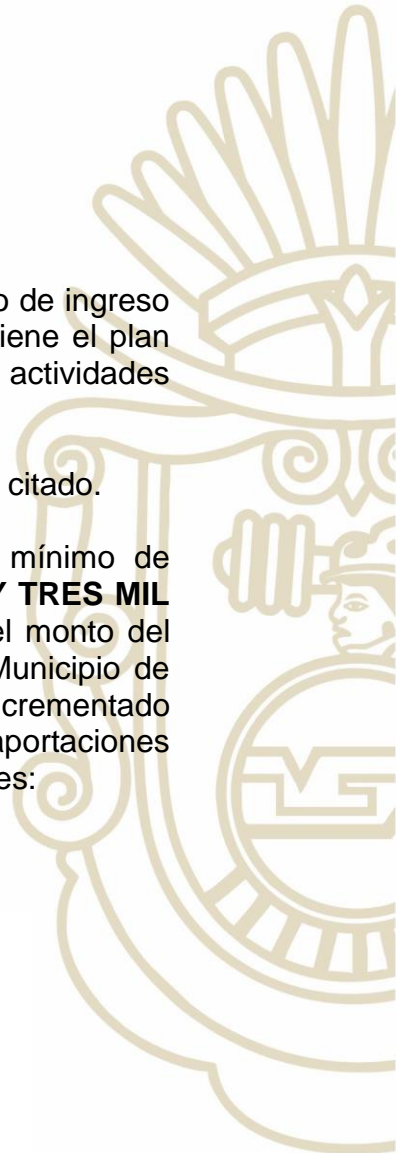 o de ingreso
iene el plan
actividades
citado.
mínimo de
Y TRES MIL
el monto del
Municipio de
crementado
aportaciones
es: